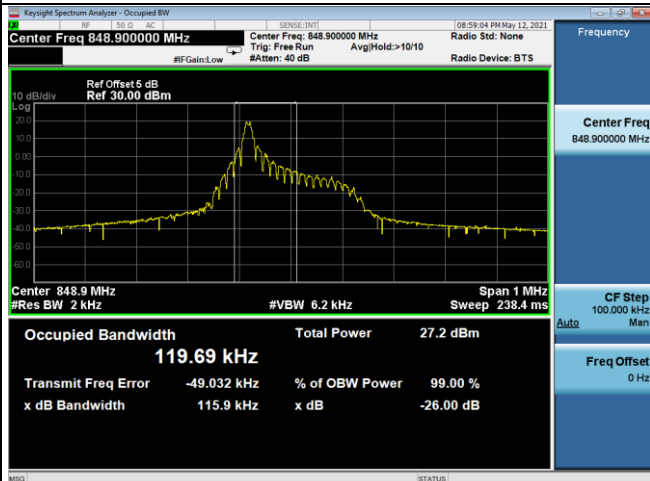 Keysight Spectrum Analyzer - Occupied BW
RF 50 Ω AC SENSE:INT 08:59:04 PM May 12, 2021
Center Freq 848.900000 MHz
Center Freq: 848.900000 MHz Radio Std: None
Trig: Free Run Avg|Hold:>10/10
#IFGain:Low #Atten: 40 dB Radio Device: BTS
Frequency
Ref Offset 5 dB
10 dB/div Ref 30.00 dBm
Log
20.0
10.0
0.00
-10.0
-20.0
-30.0
-40.0
-50.0
-60.0
Center 848.9 MHz Span 1 MHz
#Res BW 2 kHz #VBW 6.2 kHz Sweep 238.4 ms
Occupied Bandwidth Total Power 27.2 dBm
119.69 kHz
Transmit Freq Error -49.032 kHz % of OBW Power 99.00 %
x dB Bandwidth 115.9 kHz x dB -26.00 dB
Center Freq
848.900000 MHz
CF Step
100.000 kHz
Auto Man
Freq Offset
0 Hz
MSG STATUS